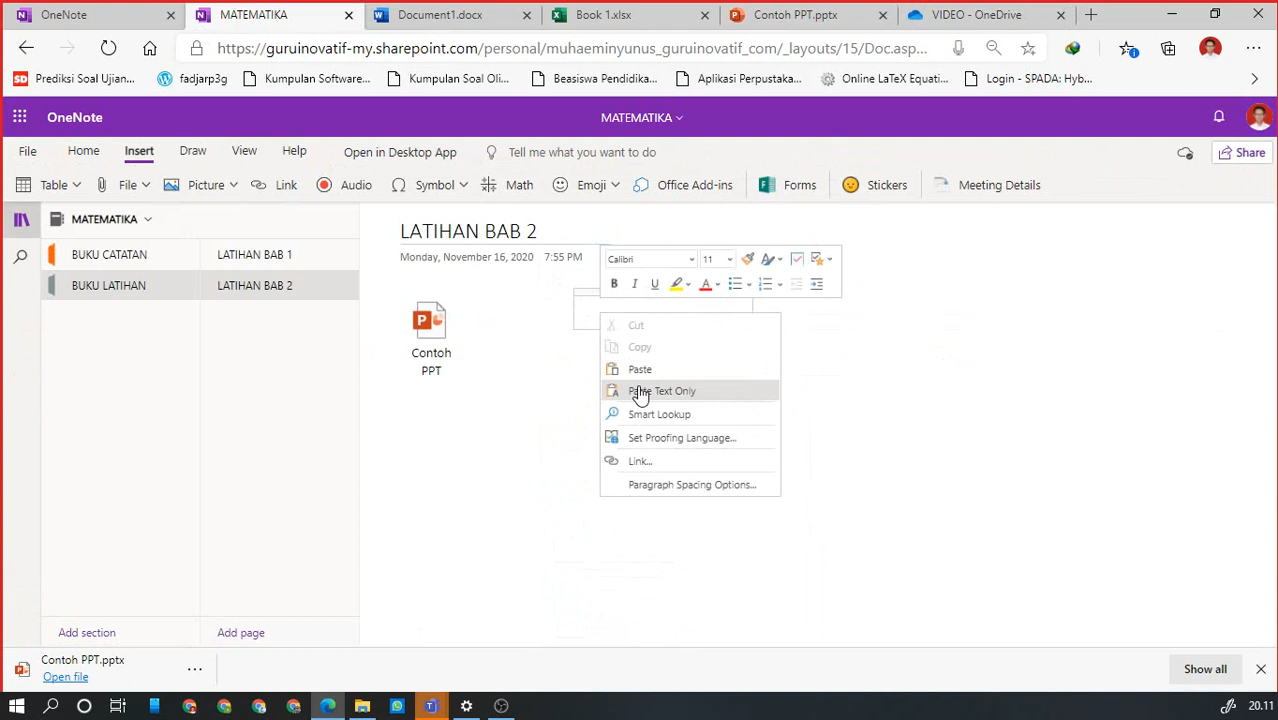 OneNote
MATEMATIKA
Document1.docx
Book 1.xlsx
Contoh PPT.pptx
VIDEO - OneDrive
https://guruinovatif-my.sharepoint.com/personal/muhaeminyunus_guruinovatif_com/_layouts/15/Doc.asp...
Prediksi Soal Ujian...
fadjarp3g
Kumpulan Software...
Kumpulan Soal Oli...
Beasiswa Pendidika...
Aplikasi Perpustaka...
Online LaTeX Equati...
Login - SPADA: Hyb...
OneNote
MATEMATIKA
File
Home
Insert
Draw
View
Help
Open in Desktop App
Tell me what you want to do
Share
Table
File
Picture
Link
Audio
Symbol
Math
Emoji
Office Add-ins
Forms
Stickers
Meeting Details
MATEMATIKA
BUKU CATATAN
LATIHAN BAB 1
BUKU LATIHAN
LATIHAN BAB 2
LATIHAN BAB 2
Monday, November 16, 2020 7:55 PM
Calibri
11
B I U A
Contoh
PPT
Cut
Copy
Paste
Paste Text Only
Smart Lookup
Set Proofing Language...
Link...
Paragraph Spacing Options...
Add section
Add page
Contoh PPT.pptx
Open file
Show all
20.11